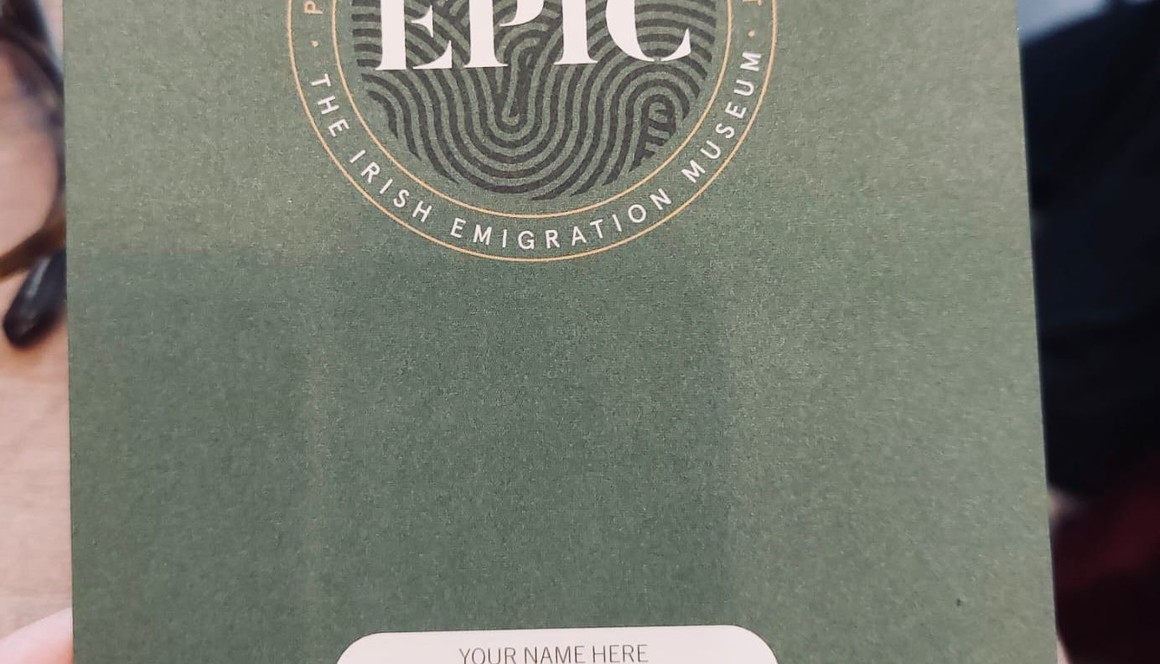 EPIC
THE IRISH EMIGRATION MUSEUM
YOUR NAME HERE